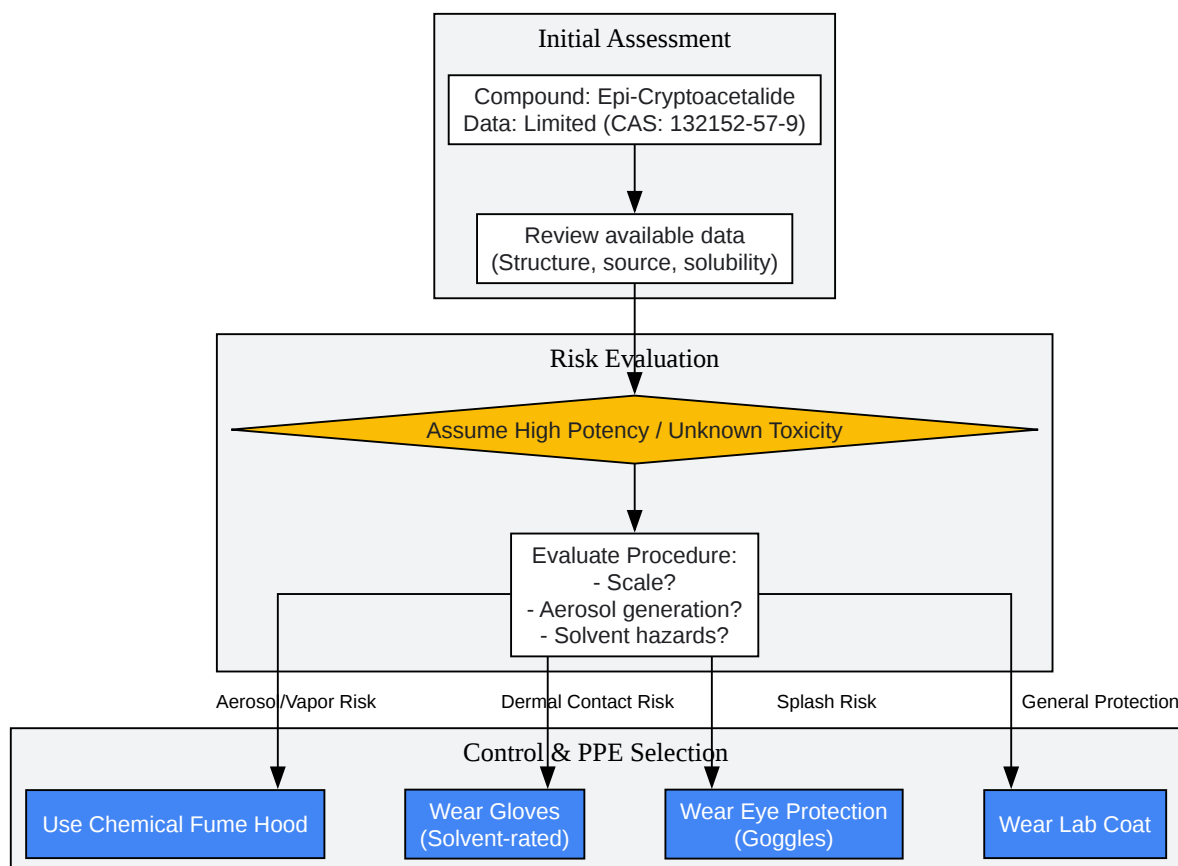 Initial Assessment
Compound: Epi-Cryptoacetalide
Data: Limited (CAS: 132152-57-9)
Review available data
(Structure, source, solubility)
Risk Evaluation
Assume High Potency / Unknown Toxicity
Evaluate Procedure:
- Scale?
- Aerosol generation?
- Solvent hazards?
Aerosol/Vapor Risk
Dermal Contact Risk
Splash Risk
General Protection
Control & PPE Selection
Use Chemical Fume Hood
Wear Gloves
(Solvent-rated)
Wear Eye Protection
(Goggles)
Wear Lab Coat